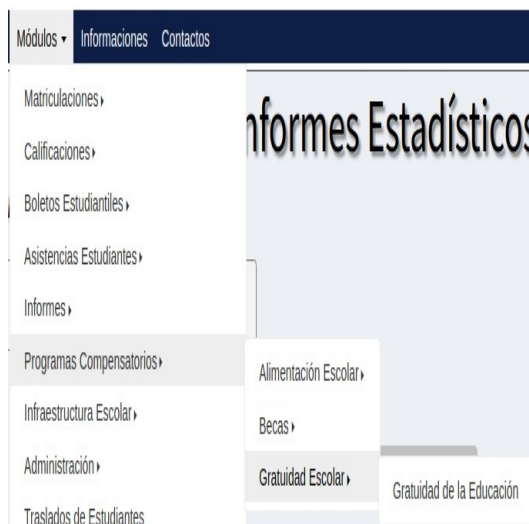 Módulos Informaciones Contactos
nformes Estadísticos
Matriculaciones
Calificaciones
Boletos Estudiantiles
Asistencias Estudiantes
Informes
Programas Compensatorios
Infraestructura Escolar
Administración
Traslados de Estudiantes
Alimentación Escolar
Becas
Gratuidad Escolar
Gratuidad de la Educación